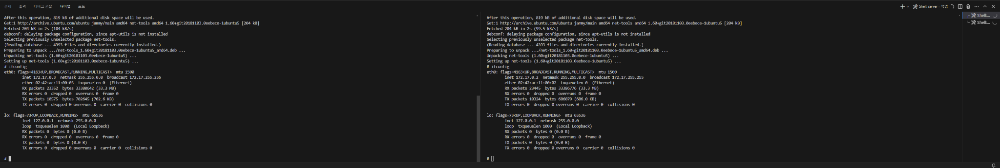 문제 출력 디버그 콘솔 터미널 포트
Shell: server - 작업
After this operation, 819 kB of additional disk space will be used.
Get:1 http://archive.ubuntu.com/ubuntu jammy/main amd64 net-tools amd64 1.60+git20181103.0eebece-1ubuntu5 [204 kB]
Fetched 204 kB in 2s (104 kB/s)
debconf: delaying package configuration, since apt-utils is not installed
Selecting previously unselected package net-tools.
(Reading database ... 4393 files and directories currently installed.)
Preparing to unpack .../net-tools_1.60+git20181103.0eebece-1ubuntu5_amd64.deb ...
Unpacking net-tools (1.60+git20181103.0eebece-1ubuntu5) ...
Setting up net-tools (1.60+git20181103.0eebece-1ubuntu5) ...
# ifconfig
eth0: flags=4163<UP,BROADCAST,RUNNING,MULTICAST>  mtu 1500
        inet 172.17.0.3  netmask 255.255.0.0  broadcast 172.17.255.255
        ether 02:42:ac:11:00:03  txqueuelen 0  (Ethernet)
        RX packets 23352  bytes 33380642 (33.3 MB)
        RX errors 0  dropped 0  overruns 0  frame 0
        TX packets 10575  bytes 702645 (702.6 KB)
        TX errors 0  dropped 0 overruns 0  carrier 0  collisions 0

lo: flags=73<UP,LOOPBACK,RUNNING>  mtu 65536
        inet 127.0.0.1  netmask 255.0.0.0
        loop  txqueuelen 1000  (Local Loopback)
        RX packets 0  bytes 0 (0.0 B)
        RX errors 0  dropped 0  overruns 0  frame 0
        TX packets 0  bytes 0 (0.0 B)
        TX errors 0  dropped 0 overruns 0  carrier 0  collisions 0

#
After this operation, 819 kB of additional disk space will be used.
Get:1 http://archive.ubuntu.com/ubuntu jammy/main amd64 net-tools amd64 1.60+git20181103.0eebece-1ubuntu5 [204 kB]
Fetched 204 kB in 2s (99.5 kB/s)
debconf: delaying package configuration, since apt-utils is not installed
Selecting previously unselected package net-tools.
(Reading database ... 4393 files and directories currently installed.)
Preparing to unpack .../net-tools_1.60+git20181103.0eebece-1ubuntu5_amd64.deb ...
Unpacking net-tools (1.60+git20181103.0eebece-1ubuntu5) ...
Setting up net-tools (1.60+git20181103.0eebece-1ubuntu5) ...
# ifconfig
eth0: flags=4163<UP,BROADCAST,RUNNING,MULTICAST>  mtu 1500
        inet 172.17.0.2  netmask 255.255.0.0  broadcast 172.17.255.255
        ether 02:42:ac:11:00:02  txqueuelen 0  (Ethernet)
        RX packets 23445  bytes 33386776 (33.3 MB)
        RX errors 0  dropped 0  overruns 0  frame 0
        TX packets 10324  bytes 686079 (686.0 KB)
        TX errors 0  dropped 0 overruns 0  carrier 0  collisions 0

lo: flags=73<UP,LOOPBACK,RUNNING>  mtu 65536
        inet 127.0.0.1  netmask 255.0.0.0
        loop  txqueuelen 1000  (Local Loopback)
        RX packets 0  bytes 0 (0.0 B)
        RX errors 0  dropped 0  overruns 0  frame 0
        TX packets 0  bytes 0 (0.0 B)
        TX errors 0  dropped 0 overruns 0  carrier 0  collisions 0

#
Shell:...
Shell:...